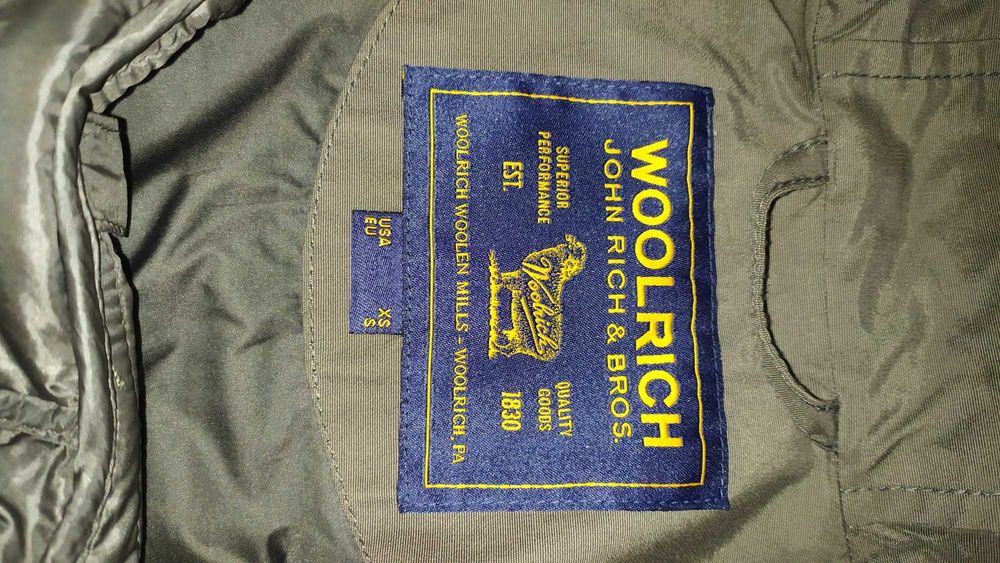 WOOLRICH
JOHN RICH & BROS.
SUPERIOR
PERFORMANCE
QUALITY
GOODS
Woolrich
EST.
1830
WOOLRICH WOOLEN MILLS - WOOLRICH, PA
USA XS
EU S